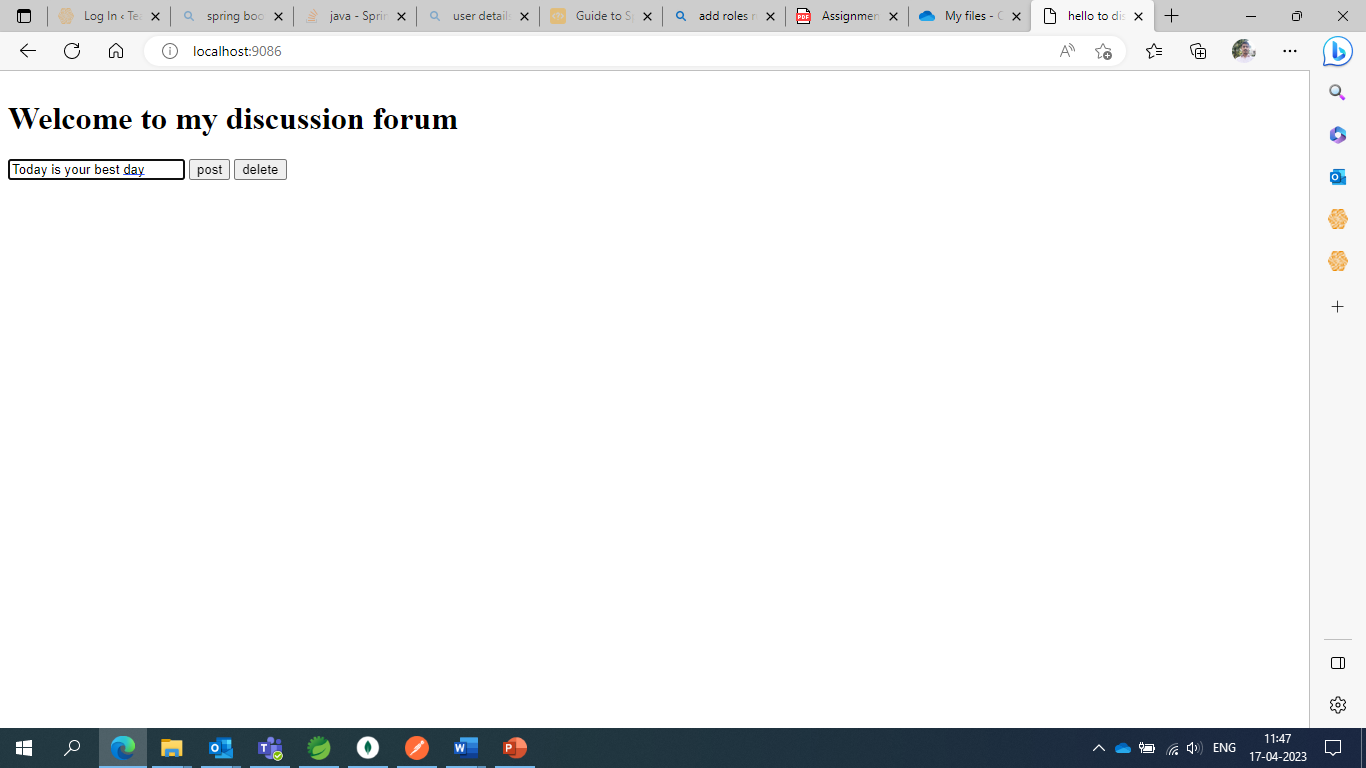 Log In ‹ Te
spring boo
java - Sprin
user details
Guide to S
add roles
Assignmen
My files -
hello to dis
localhost:9086
Welcome to my discussion forum
Today is your best day post delete
ENG
11:47
17-04-2023